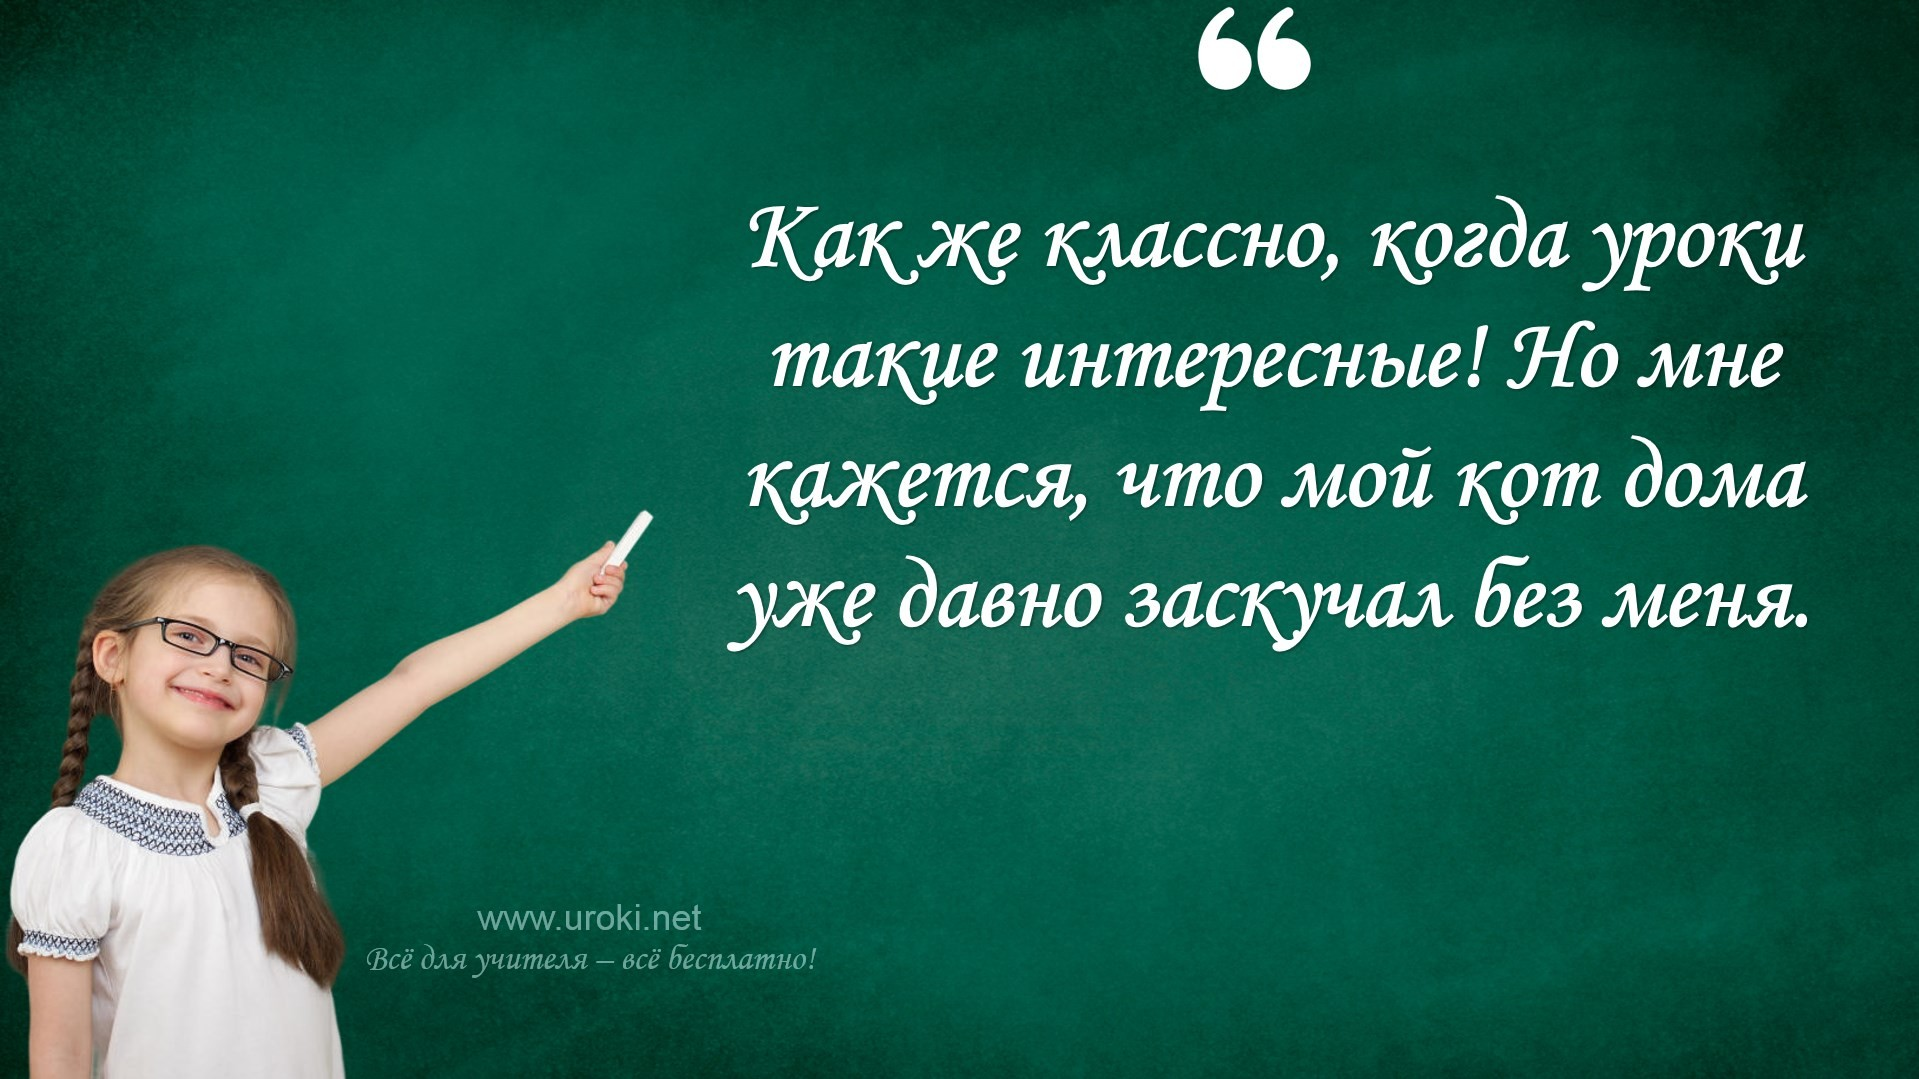 Как же классно, когда уроки
такие интересные! Но мне
кажется, что мой кот дома
уже давно заскучал без меня.
www.uroki.net
Всё для учителя – всё бесплатно!